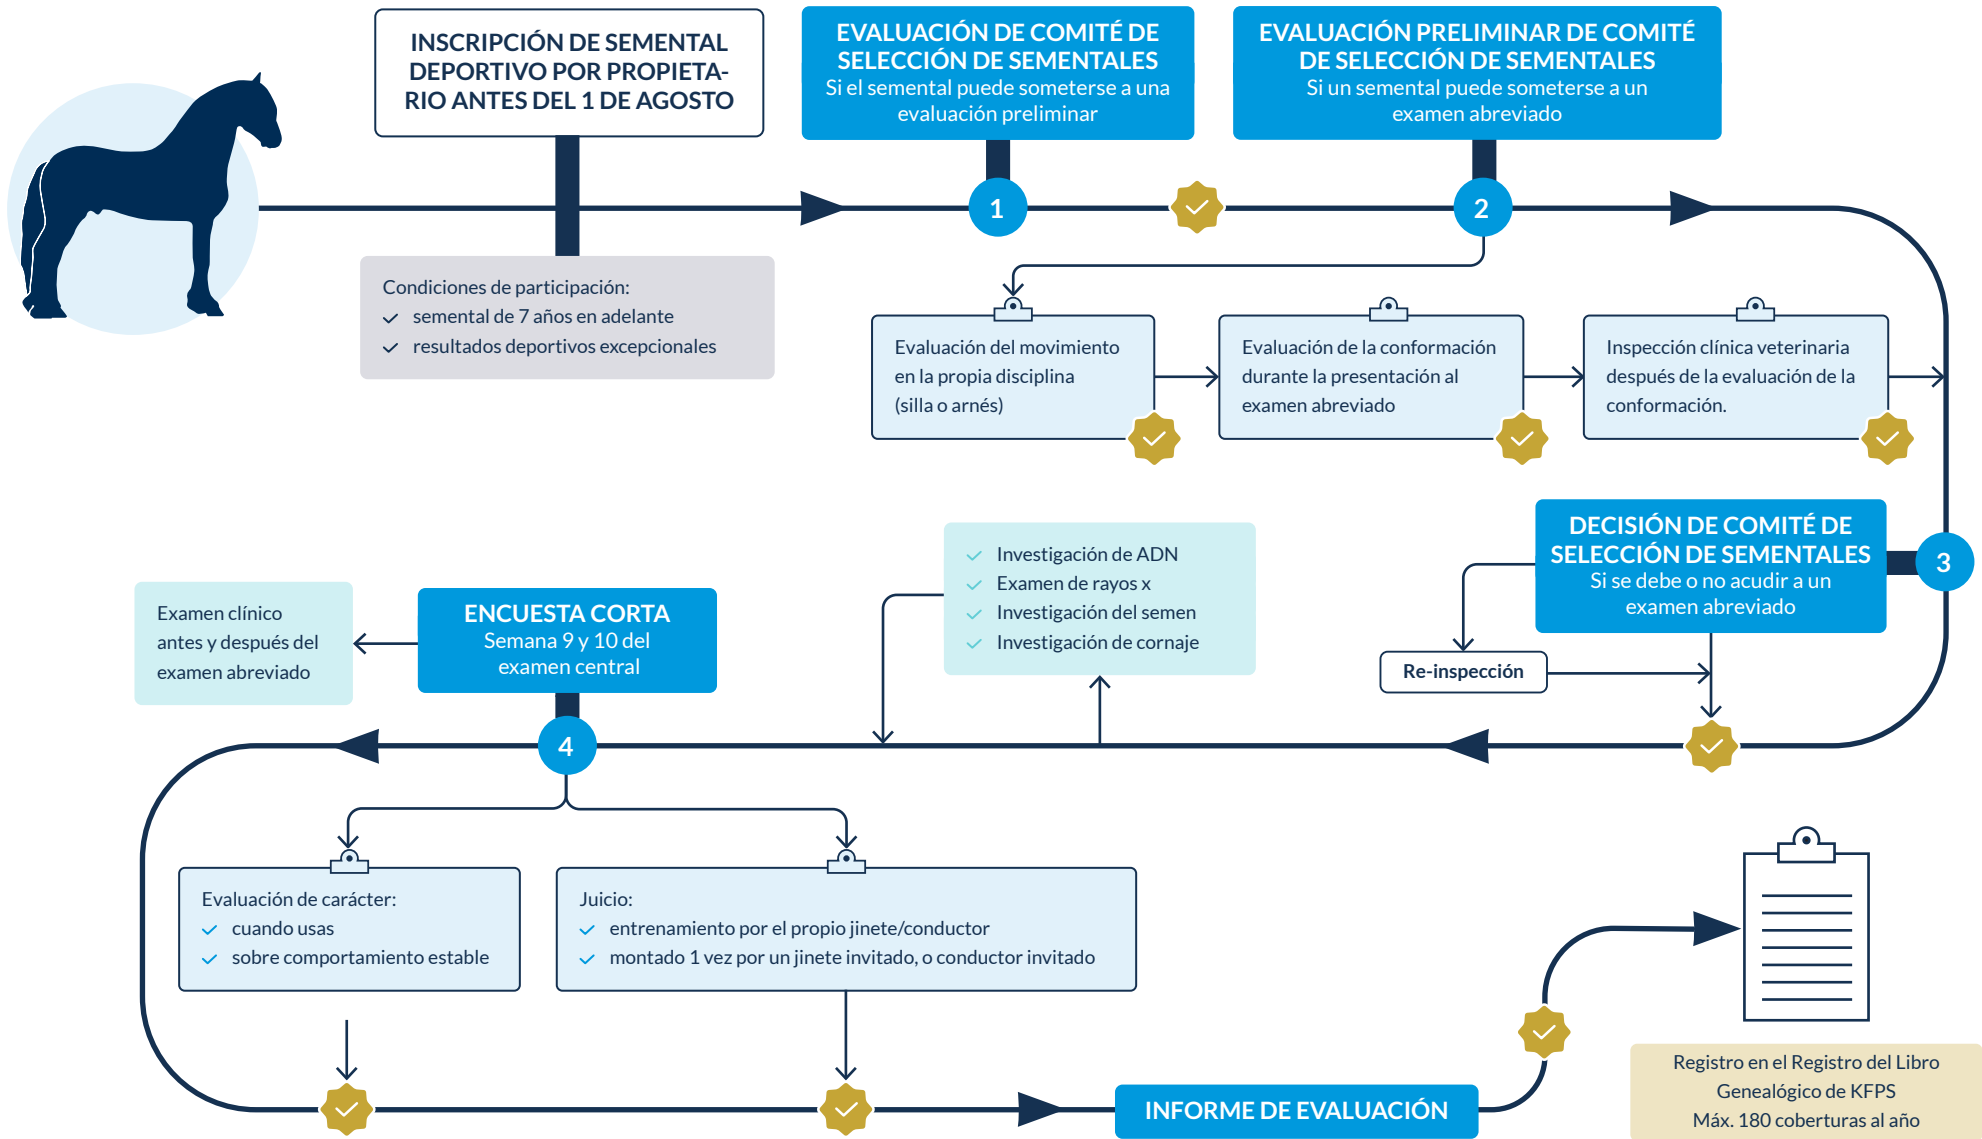 INSCRIPCIÓN DE SEMENTAL
DEPORTIVO POR PROPIETA-
RIO ANTES DEL 1 DE AGOSTO
EVALUACIÓN DE COMITÉ DE
SELECCIÓN DE SEMENTALES
Si el semental puede someterse a una
evaluación preliminar
EVALUACIÓN PRELIMINAR DE COMITÉ
DE SELECCIÓN DE SEMENTALES
Si un semental puede someterse a un
examen abreviado
1
2
Condiciones de participación:
semental de 7 años en adelante
resultados deportivos excepcionales
Evaluación del movimiento
en la propia disciplina
(silla o arnés)
Evaluación de la conformación
durante la presentación al
examen abreviado
Inspección clínica veterinaria
después de la evaluación de la
conformación.
DECISIÓN DE COMITÉ DE
SELECCIÓN DE SEMENTALES
Si se debe o no acudir a un
examen abreviado
3
Re-inspección
Investigación de ADN
Examen de rayos x
Investigación del semen
Investigación de cornaje
ENCUESTA CORTA
Semana 9 y 10 del
examen central
Examen clínico
antes y después del
examen abreviado
4
Evaluación de carácter:
cuando usas
sobre comportamiento estable
Juicio:
entrenamiento por el propio jinete/conductor
montado 1 vez por un jinete invitado, o conductor invitado
INFORME DE EVALUACIÓN
Registro en el Registro del Libro
Genealógico de KFPS
Máx. 180 coberturas al año